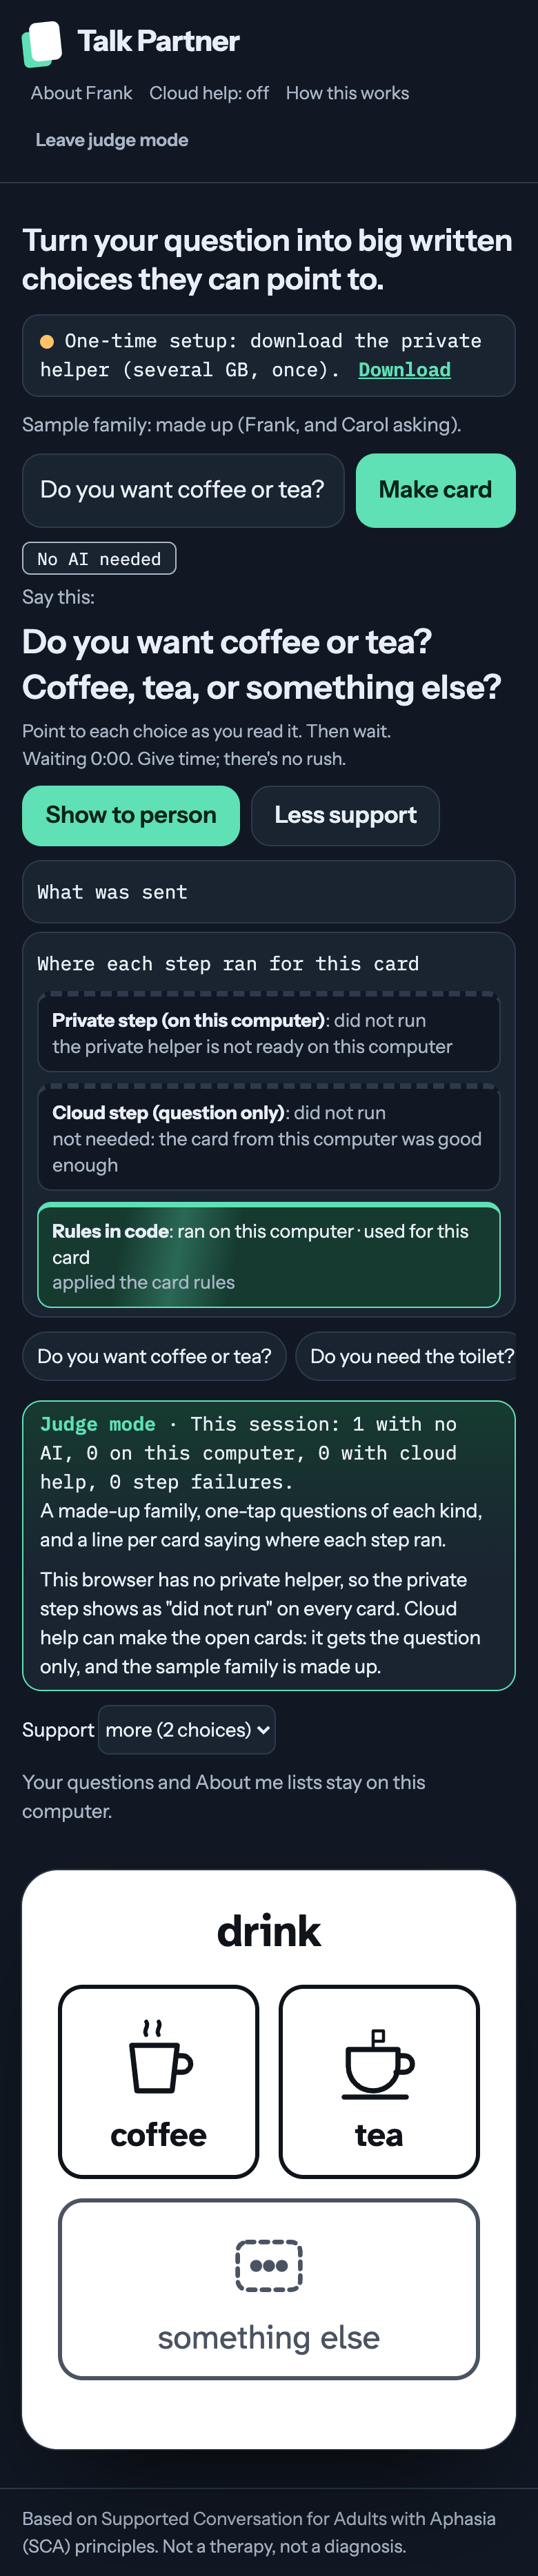 Talk Partner
About Frank Cloud help: off How this works
Leave judge mode
Turn your question into big written
choices they can point to.
One-time setup: download the private
helper (several GB, once). Download
Sample family: made up (Frank, and Carol asking).
Do you want coffee or tea? Make card
No AI needed
Say this:
Do you want coffee or tea?
Coffee, tea, or something else?
Point to each choice as you read it. Then wait.
Waiting 0:00. Give time; there's no rush.
Show to person Less support
What was sent
Where each step ran for this card
Private step (on this computer): did not run
the private helper is not ready on this computer
Cloud step (question only): did not run
not needed: the card from this computer was good
enough
Rules in code: ran on this computer · used for this
card
applied the card rules
Do you want coffee or tea? Do you need the toilet?
Judge mode · This session: 1 with no
AI, 0 on this computer, 0 with cloud
help, 0 step failures.
A made-up family, one-tap questions of each kind,
and a line per card saying where each step ran.
This browser has no private helper, so the private
step shows as "did not run" on every card. Cloud
help can make the open cards: it gets the question
only, and the sample family is made up.
Support more (2 choices)
Your questions and About me lists stay on this
computer.
drink
coffee tea
something else
Based on Supported Conversation for Adults with Aphasia
(SCA) principles. Not a therapy, not a diagnosis.